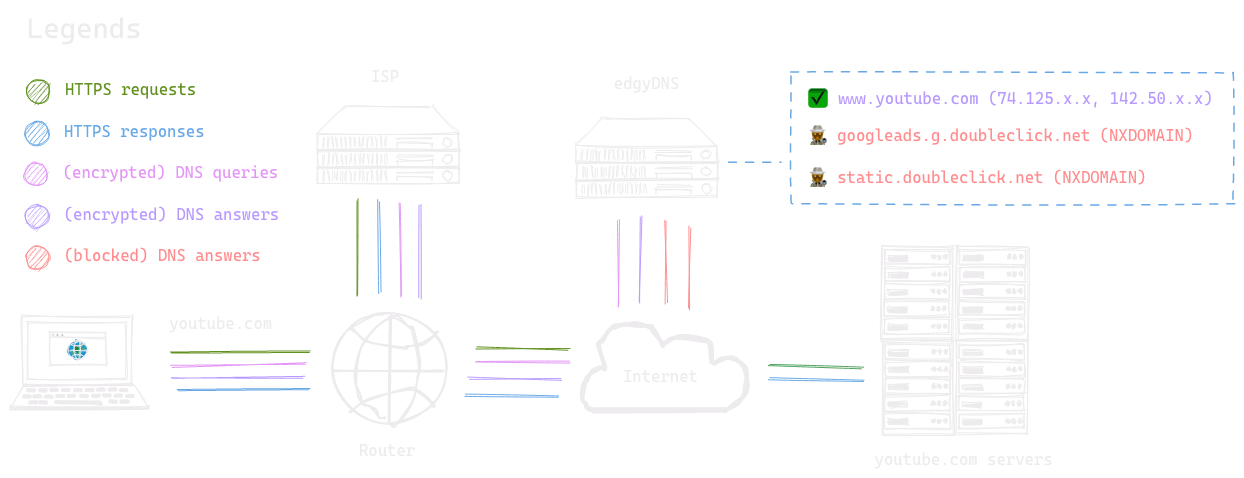 Legends
HTTPS requests
HTTPS responses
(encrypted) DNS queries
(encrypted) DNS answers
(blocked) DNS answers
ISP
edgyDNS
www.youtube.com (74.125.x.x, 142.50.x.x)
googleads.g.doubleclick.net (NXDOMAIN)
static.doubleclick.net (NXDOMAIN)
youtube.com
Internet
Router
youtube.com servers